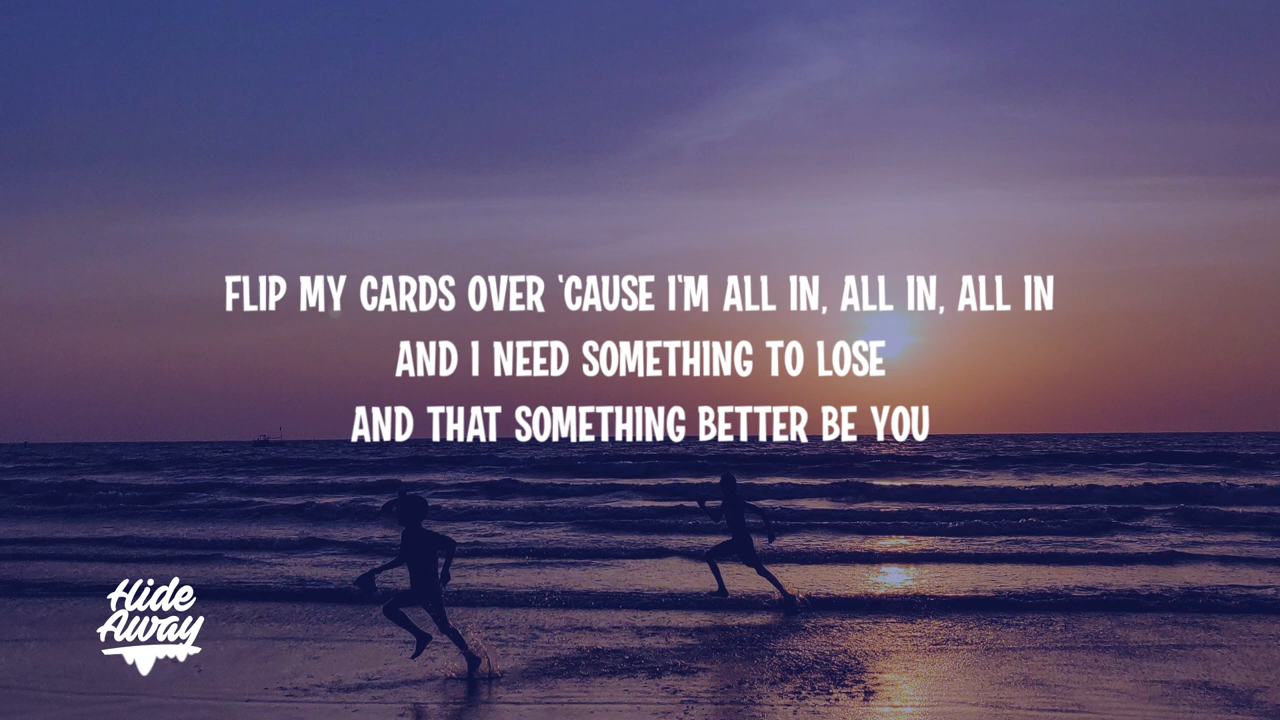 FLIP MY CARDS OVER 'CAUSE I'M ALL IN, ALL IN, ALL IN
AND I NEED SOMETHING TO LOSE
AND THAT SOMETHING BETTER BE YOU
Hide
Away